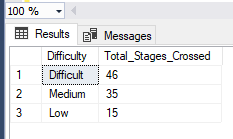 100 %
Results Messages
Difficulty Total_Stages_Crossed
1 Difficult 46
2 Medium 35
3 Low 15